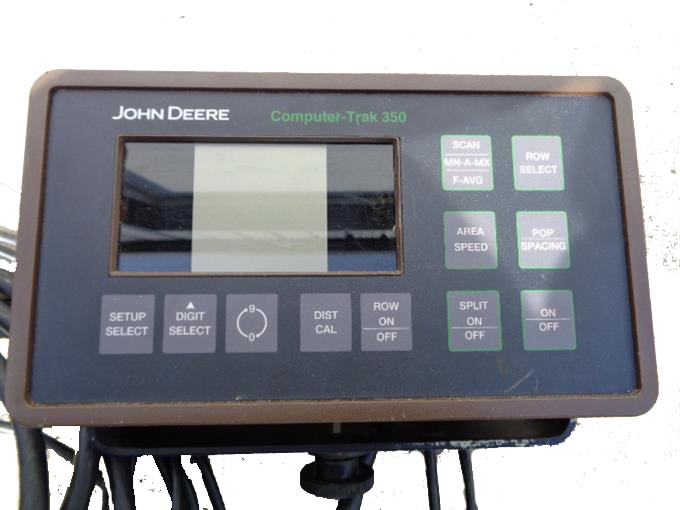 JOHN DEERE Computer-Trak 350
SCAN
MN-A-MX
F-AVG
ROW
SELECT
AREA
SPEED
POP
SPACING
SETUP
SELECT
DIGIT
SELECT
9
0
DIST
CAL
ROW
ON
OFF
SPLIT
ON
OFF
ON
OFF